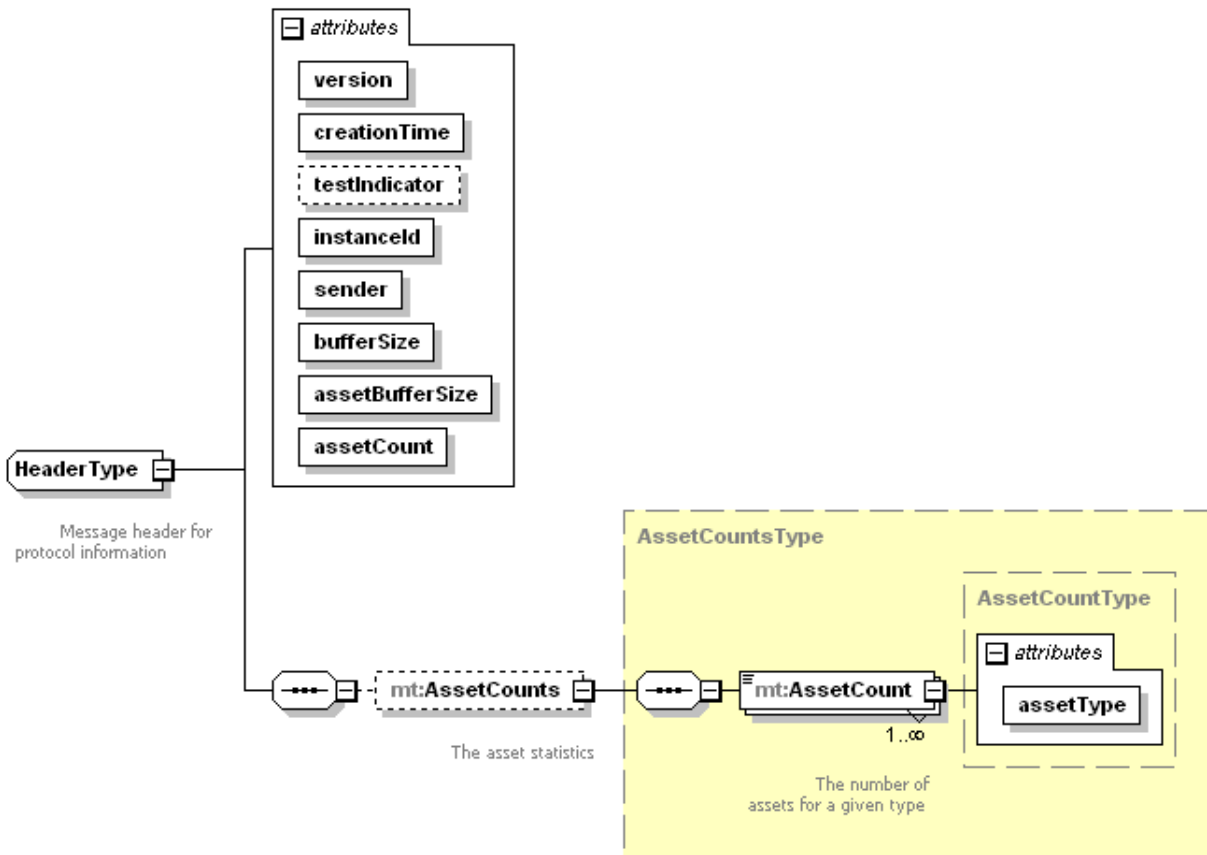 attributes
version
creationTime
testIndicator
instanceId
sender
bufferSize
assetBufferSize
assetCount
HeaderType
Message header for
protocol information
AssetCountsType
AssetCountType
attributes
mt:AssetCounts
mt:AssetCount
assetType
1..∞
The asset statistics
The number of
assets for a given type